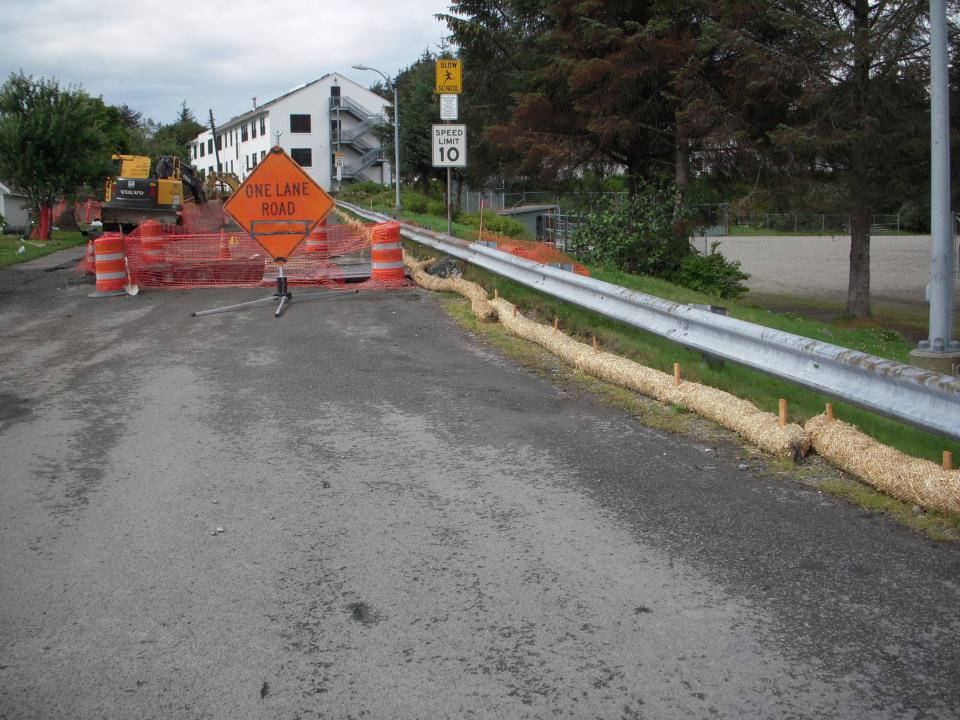 SLOW
SCHOOL
SPEED
LIMIT
10
ONE LANE
ROAD
VOLVO